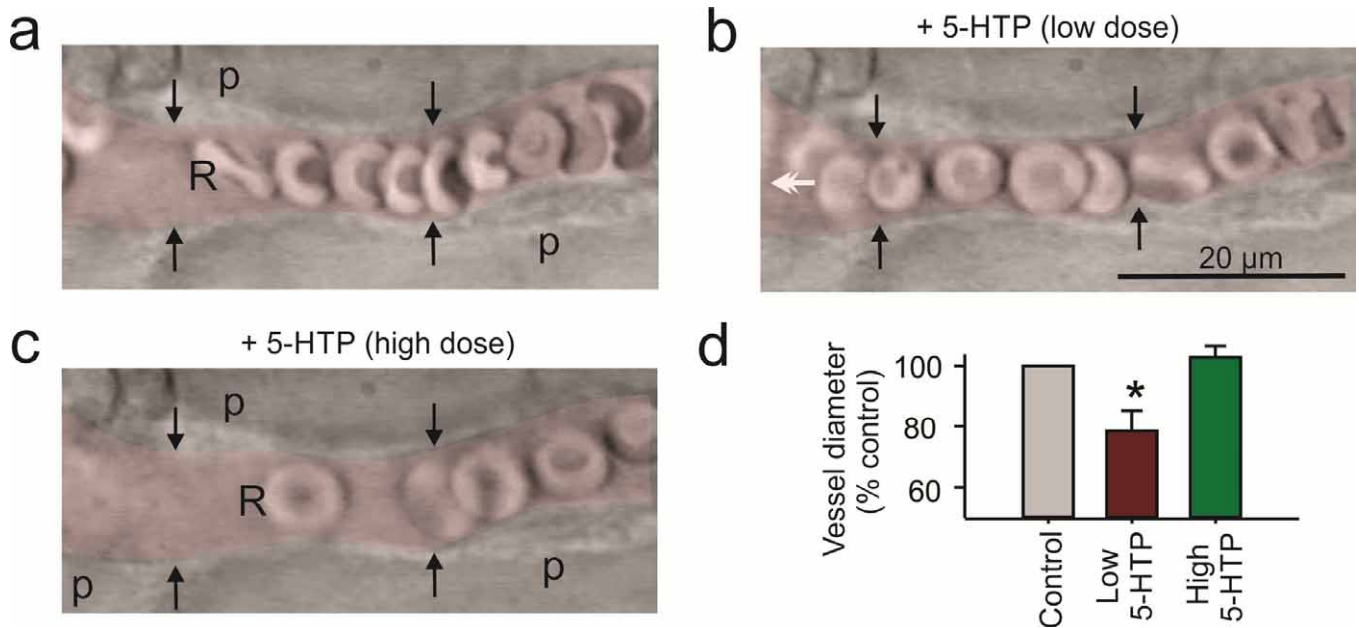 a
p
R
p
b
+ 5-HTP (low dose)
20 µm
c
+ 5-HTP (high dose)
p
R
p
p
d
Vessel diameter
(% control)
100
80
60
*
Control
Low
5-HTP
High
5-HTP